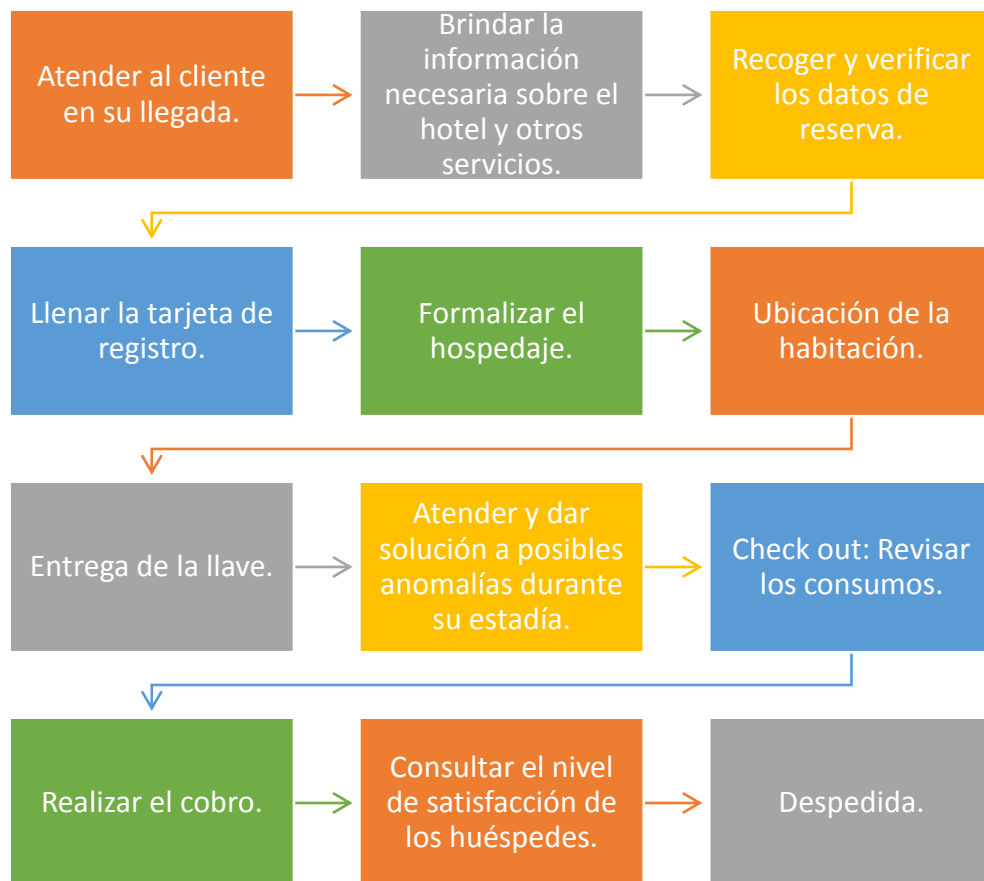 Atender al cliente
en su llegada.
Brindar la
información
necesaria sobre el
hotel y otros
servicios.
Recoger y verificar
los datos de
reserva.
Llenar la tarjeta de
registro.
Formalizar el
hospedaje.
Ubicación de la
habitación.
Entrega de la llave.
Atender y dar
solución a posibles
anomalías durante
su estadía.
Check out: Revisar
los consumos.
Realizar el cobro.
Consultar el nivel
de satisfacción de
los huéspedes.
Despedida.